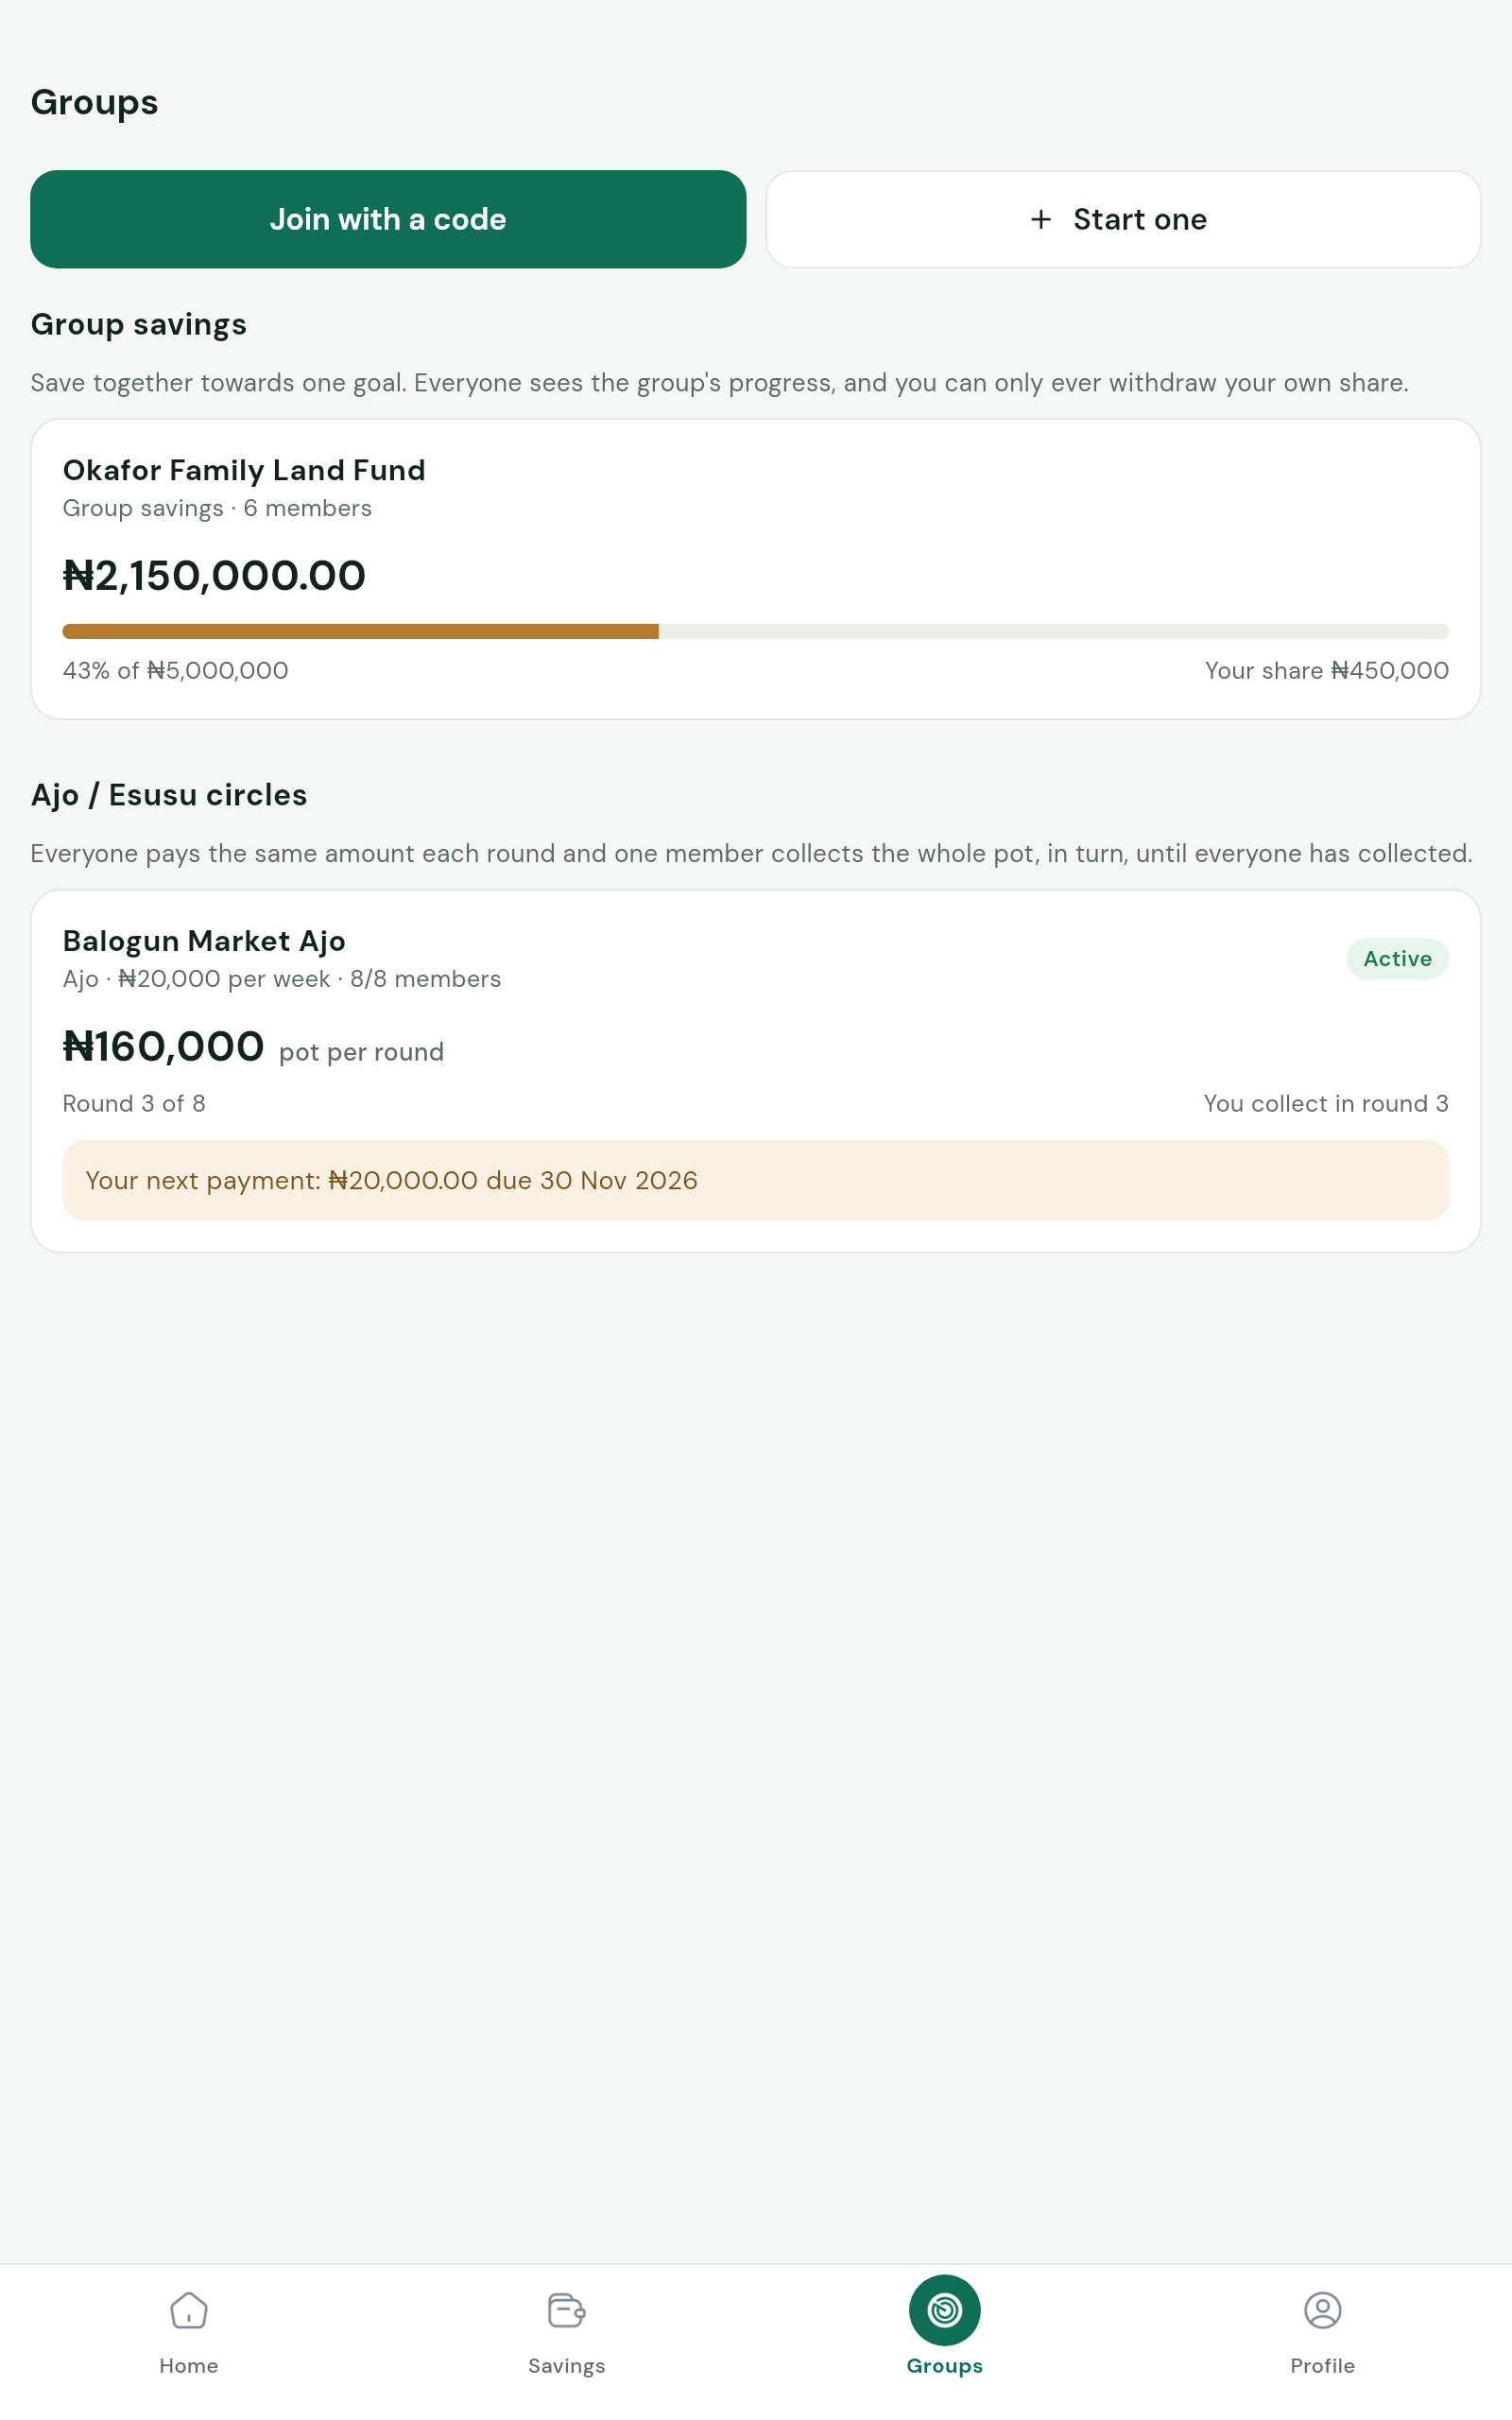 Groups
Join with a code
+ Start one
Group savings
Save together towards one goal. Everyone sees the group's progress, and you can only ever withdraw your own share.
Okafor Family Land Fund
Group savings · 6 members
₦2,150,000.00
43% of ₦5,000,000
Your share ₦450,000
Ajo / Esusu circles
Everyone pays the same amount each round and one member collects the whole pot, in turn, until everyone has collected.
Balogun Market Ajo
Active
Ajo · ₦20,000 per week · 8/8 members
₦160,000 pot per round
Round 3 of 8
You collect in round 3
Your next payment: ₦20,000.00 due 30 Nov 2026
Home
Savings
Groups
Profile